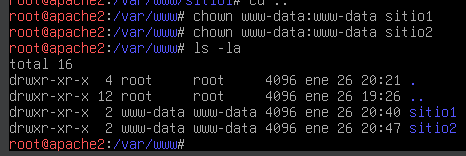 root@apache2:/var/www/sitio1# cd ..
root@apache2:/var/www# chown www-data:www-data sitio1
root@apache2:/var/www# chown www-data:www-data sitio2
root@apache2:/var/www# ls -la
total 16
drwxr-xr-x  4 root     root     4096 ene 26 20:21 .
drwxr-xr-x 12 root     root     4096 ene 26 19:26 ..
drwxr-xr-x  2 www-data www-data 4096 ene 26 20:40 sitio1
drwxr-xr-x  2 www-data www-data 4096 ene 26 20:47 sitio2
root@apache2:/var/www#